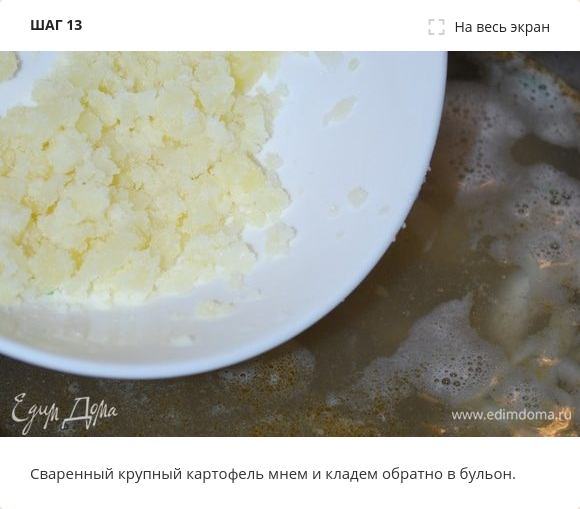 ШАГ 13
На весь экран
Едим Дома
www.edimdoma.ru
Сваренный крупный картофель мнем и кладем обратно в бульон.